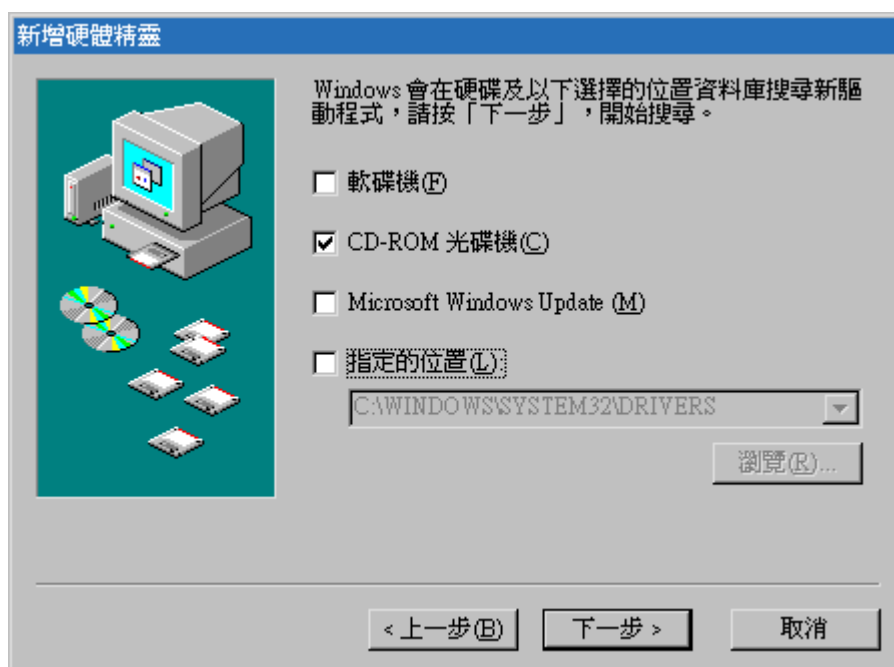 新增硬體精靈
Windows 會在硬碟及以下選擇的位置資料庫搜尋新驅
動程式，請按「下一步」，開始搜尋。
軟碟機(F)
CD-ROM 光碟機(C)
Microsoft Windows Update (M)
指定的位置(L):
C:\WINDOWS\SYSTEM32\DRIVERS
瀏覽(R)...
< 上一步(B) 下一步 > 取消